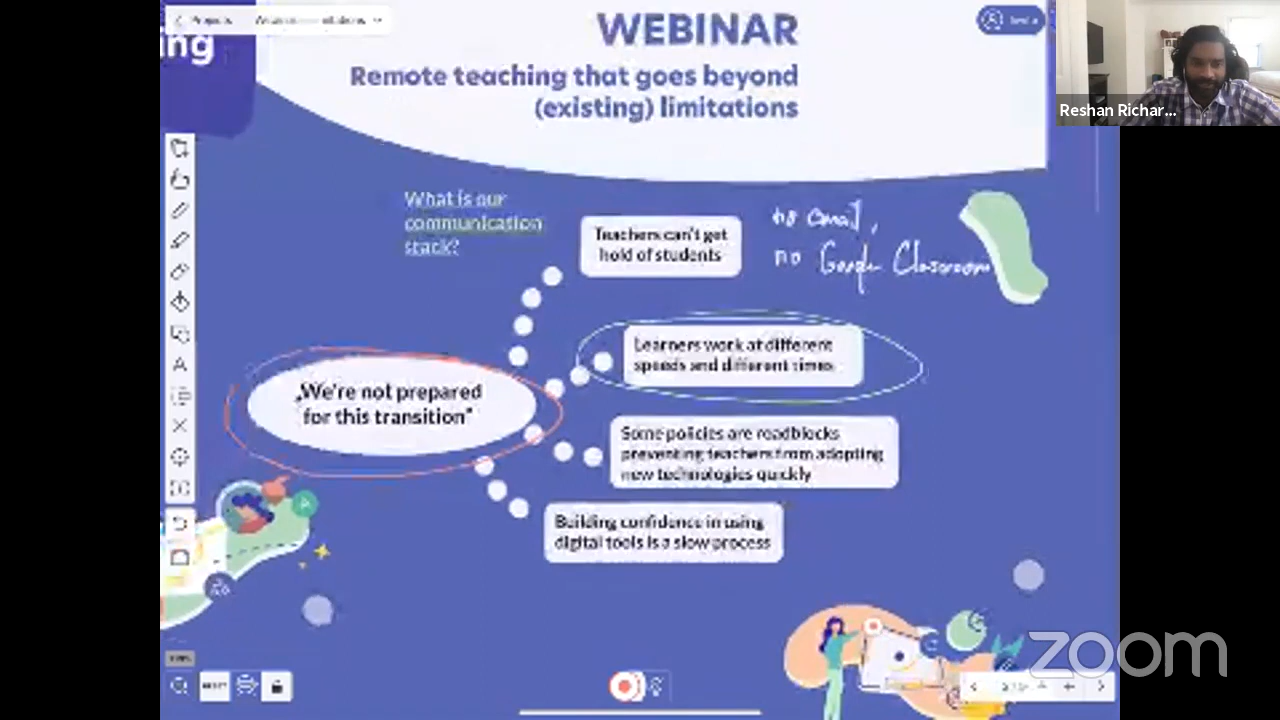 Projects
ing
WEBINAR
Remote teaching that goes beyond
(existing) limitations
Reshan Richar...
What is our
communication
stack?
Teachers can't get
hold of students
no email,
no Google Classroom
Learners work at different
speeds and different times
„We're not prepared
for this transition"
Some policies are roadblocks
preventing teachers from adopting
new technologies quickly
Building confidence in using
digital tools is a slow process
zoom